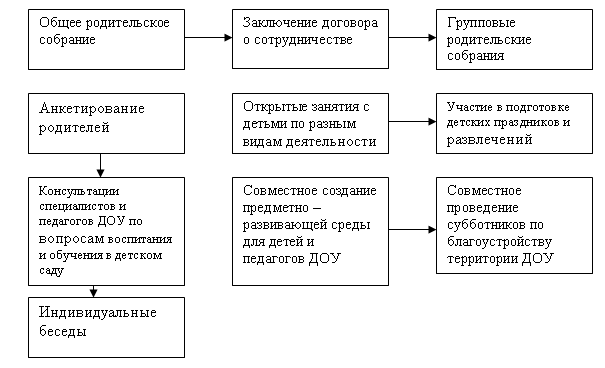 Общее родительское
собрание
Заключение договора
о сотрудничестве
Групповые
родительские
собрания
Анкетирование
родителей
Открытые занятия с
детьми по разным
видам деятельности
Участие в подготовке
детских праздников и
развлечений
Консультации
специалистов и
педагогов ДОУ по
вопросам воспитания
и обучения в детском
саду
Совместное создание
предметно –
развивающей среды
для детей и
педагогов ДОУ
Совместное
проведение
субботников по
благоустройству
территории ДОУ
Индивидуальные
беседы